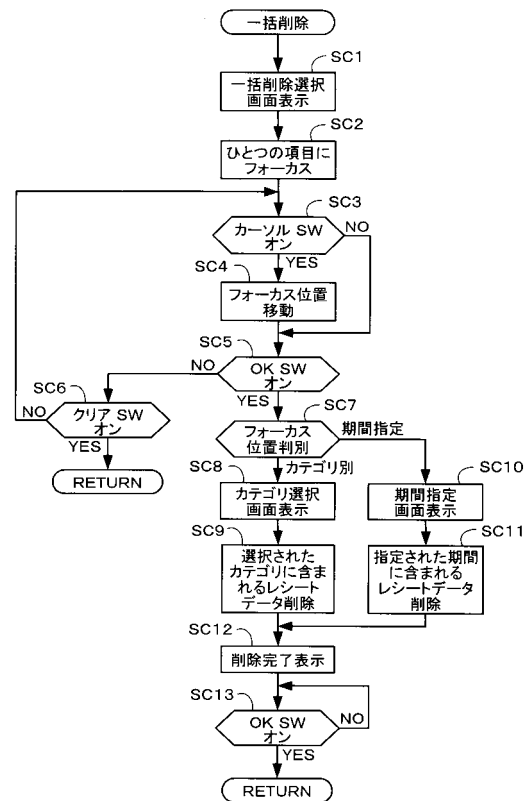 一括削除
SC1
一括削除選択
画面表示
SC2
ひとつの項目に
フォーカス
SC3
カーソル SW
オン
NO
YES
SC4
フォーカス位置
移動
SC5
OK SW
オン
NO
YES
SC6
クリア SW
オン
NO
YES
RETURN
SC7
フォーカス
位置判別
期間指定
カテゴリ別
SC8
カテゴリ選択
画面表示
SC10
期間指定
画面表示
SC9
選択された
カテゴリに含ま
れるレシート
データ削除
SC11
指定された期間
に含まれる
レシートデータ
削除
SC12
削除完了表示
SC13
OK SW
オン
NO
YES
RETURN